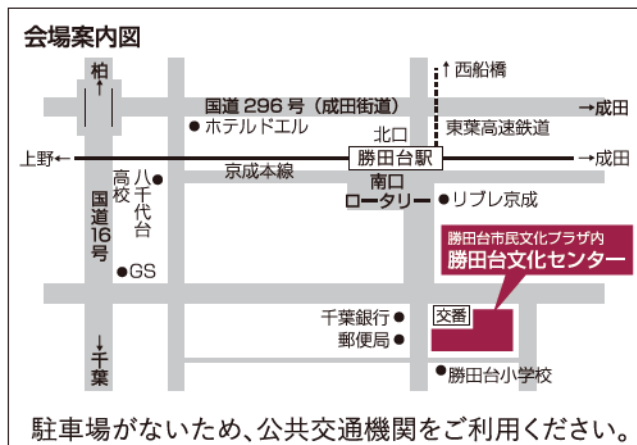 会場案内図
柏
↑
↑西船橋
国道296号（成田街道）
→成田
●ホテルドエル
北口
東葉高速鉄道
上野←
勝田台駅
→成田
京成本線
八千代台
高校
南口
ロータリー
●リブレ京成
国道16号
勝田台市民文化プラザ内
勝田台文化センター
●GS
千葉銀行●
交番
郵便局●
↓
千葉
●勝田台小学校
駐車場がないため、公共交通機関をご利用ください。